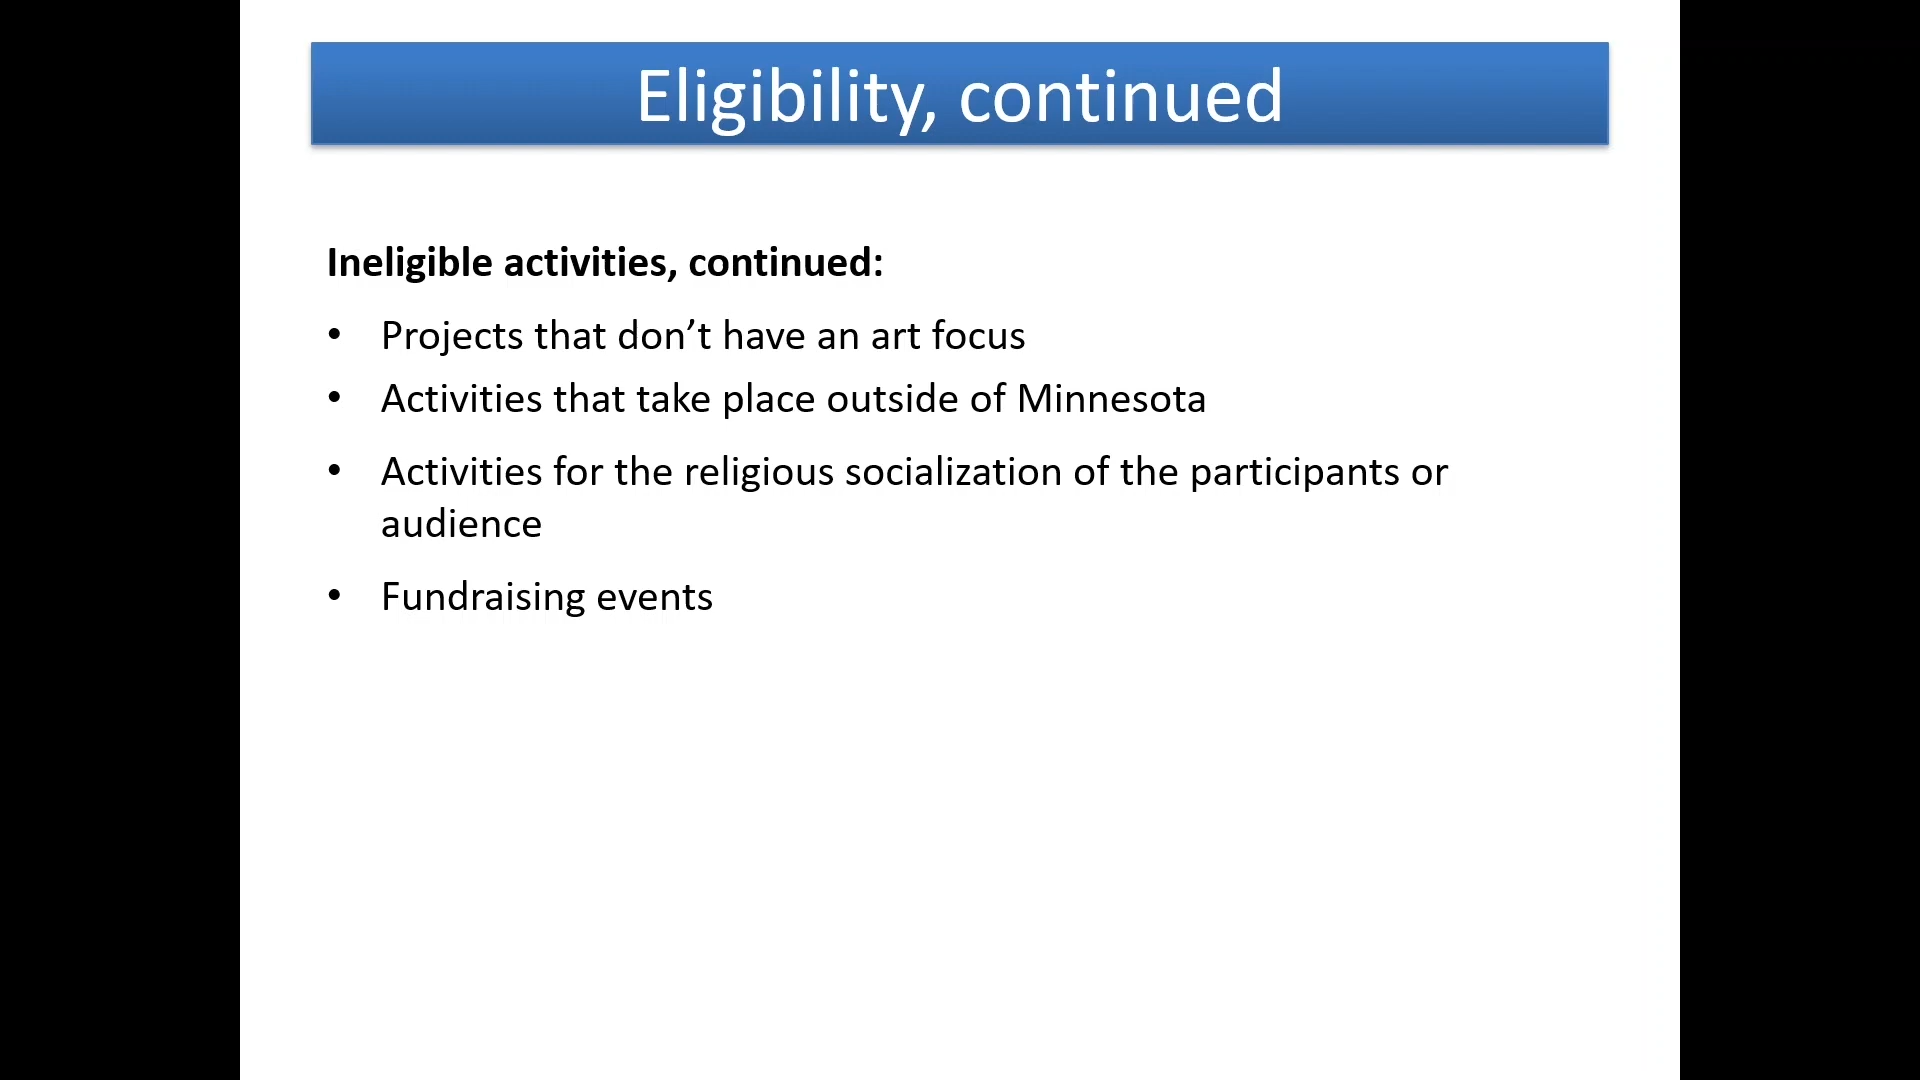 Eligibility, continued
Ineligible activities, continued:
• Projects that don’t have an art focus
• Activities that take place outside of Minnesota
• Activities for the religious socialization of the participants or
audience
• Fundraising events